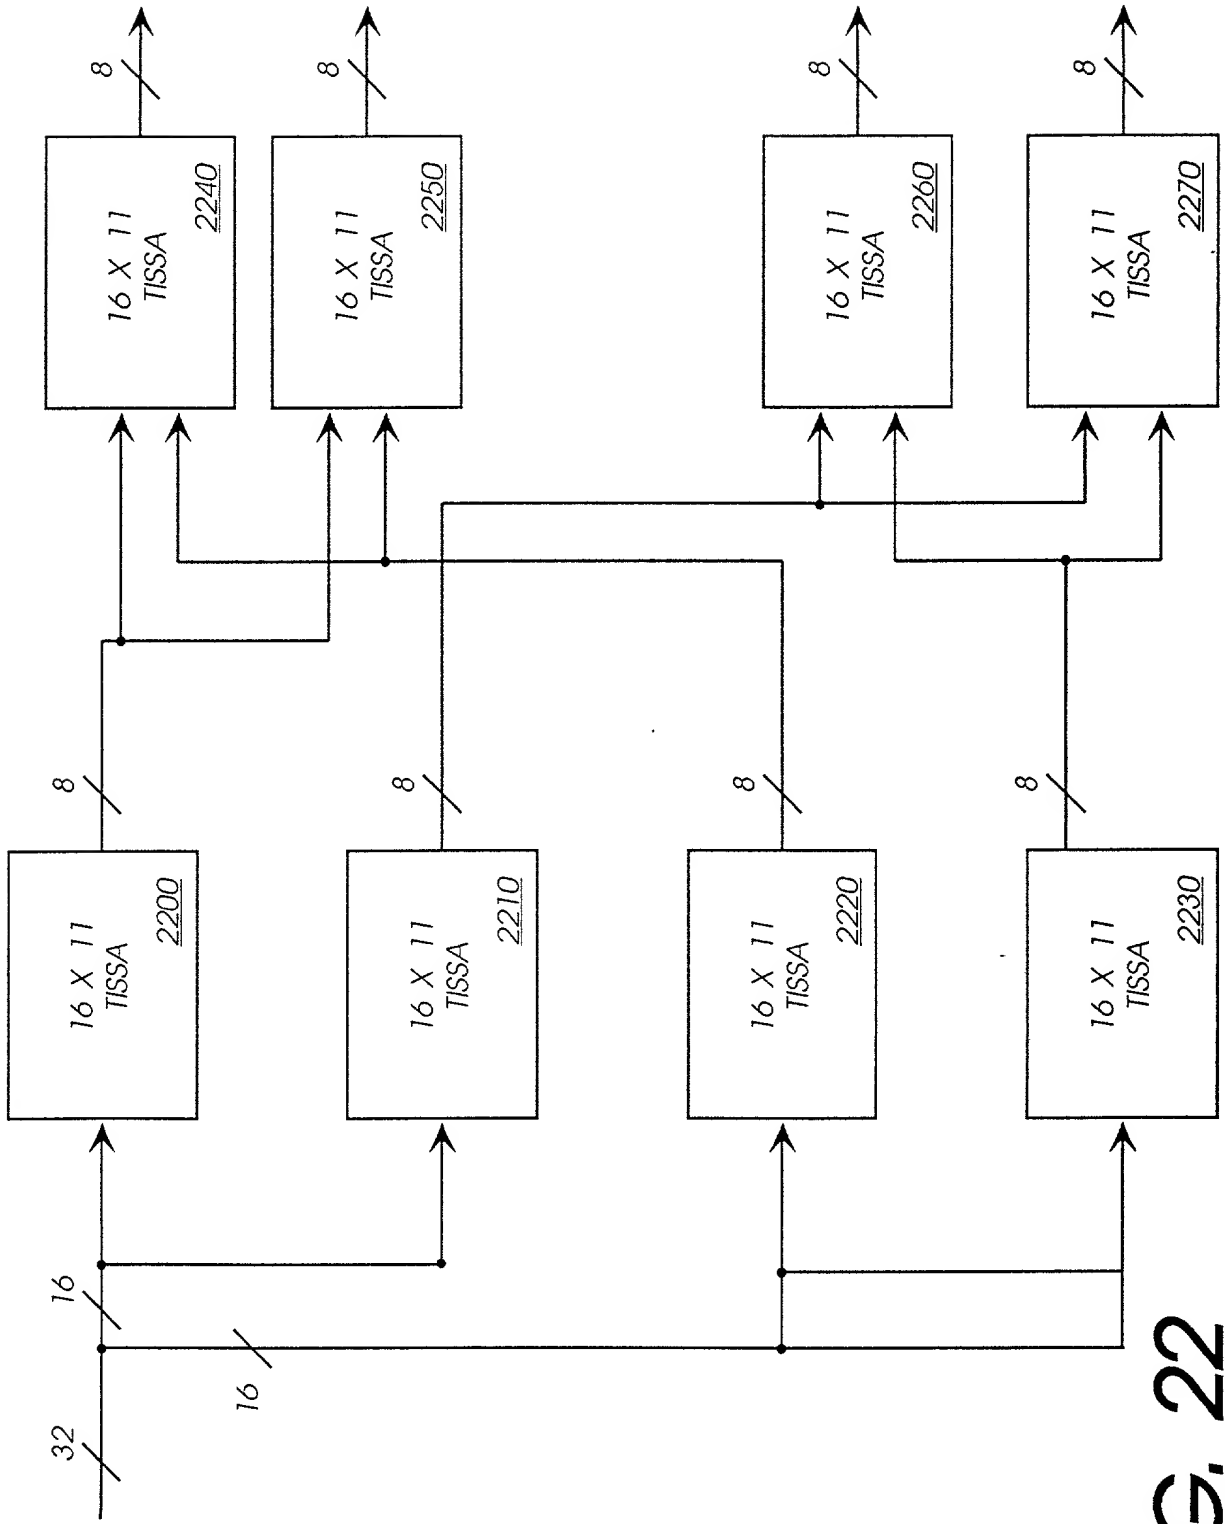 32
16
16
16 X 11
TISSA
2200
8
16 X 11
TISSA
2210
8
16 X 11
TISSA
2220
8
16 X 11
TISSA
2230
8
16 X 11
TISSA
2240
8
16 X 11
TISSA
2250
8
16 X 11
TISSA
2260
8
16 X 11
TISSA
2270
8
G. 22